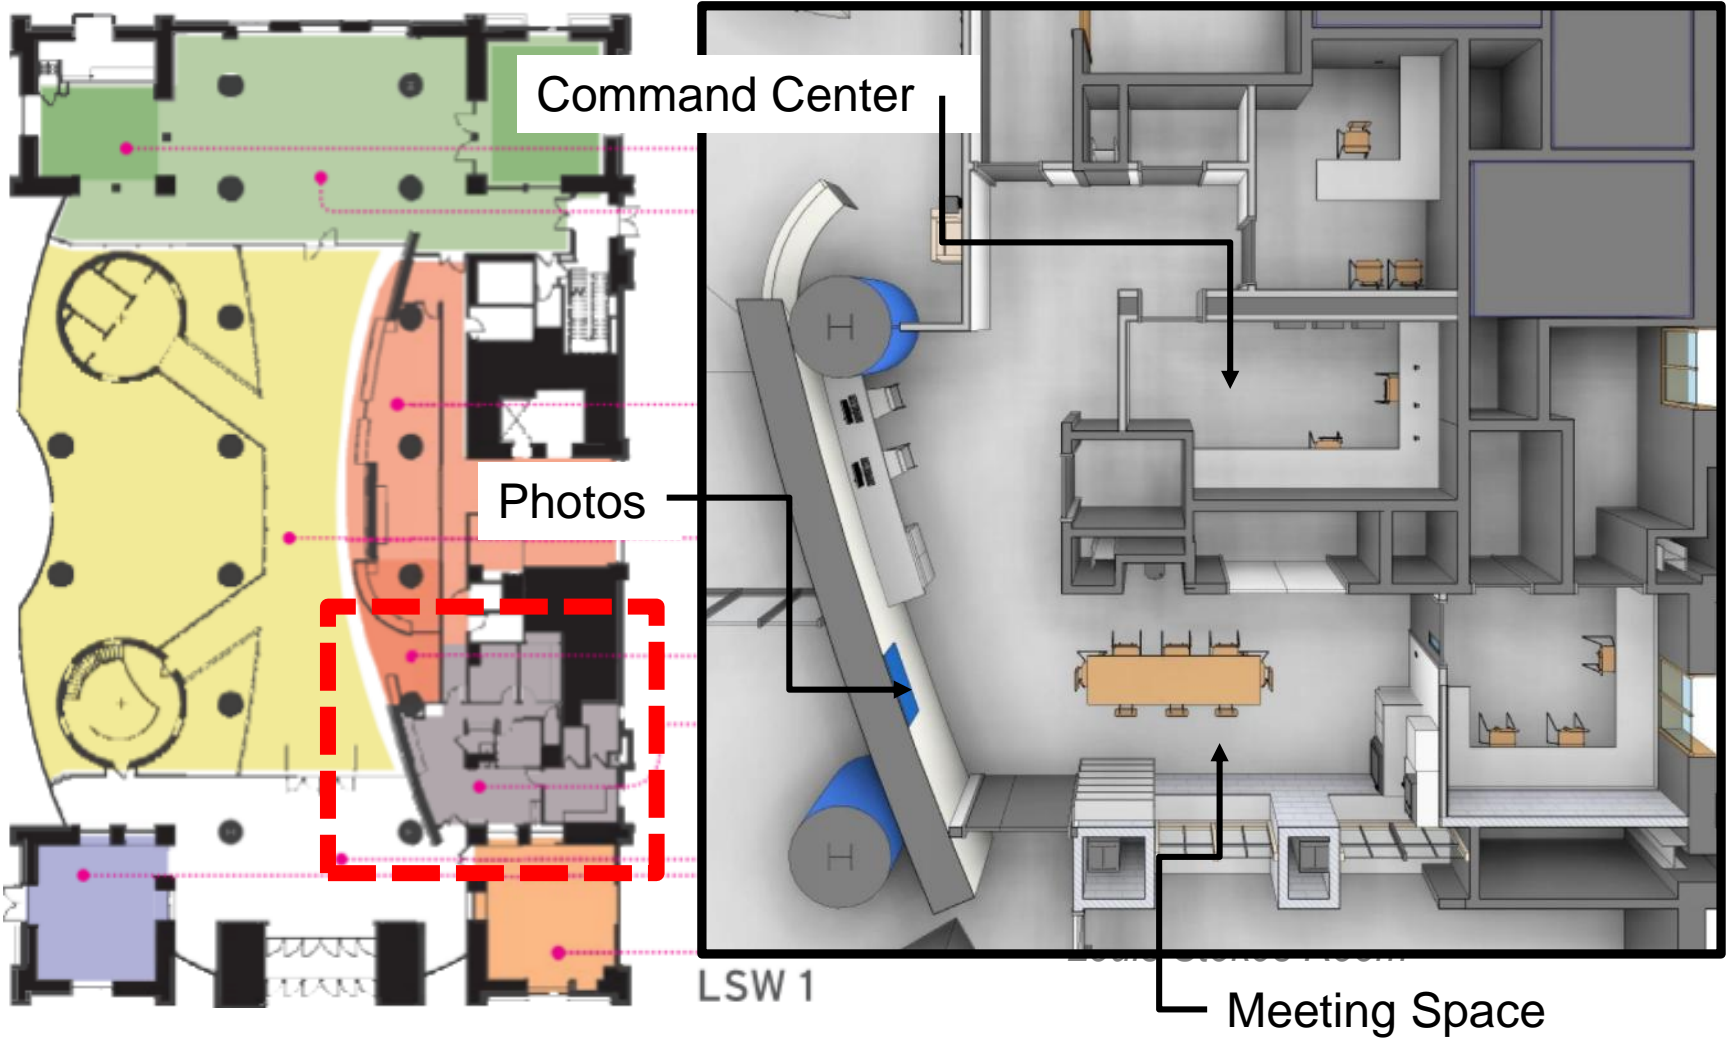 Command Center
H
Photos
H
LSW 1
Meeting Space